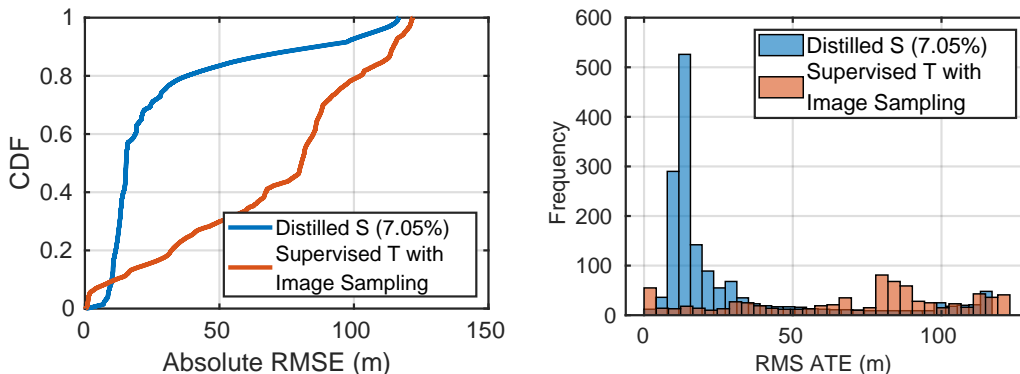 1
0.8
0.6
0.4
0.2
0
CDF
Distilled S (7.05%)
Supervised T with
Image Sampling
0 50 100 150
Absolute RMSE (m)
600
500
400
300
200
100
0
Frequency
Distilled S (7.05%)
Supervised T with
Image Sampling
0 50 100
RMS ATE (m)